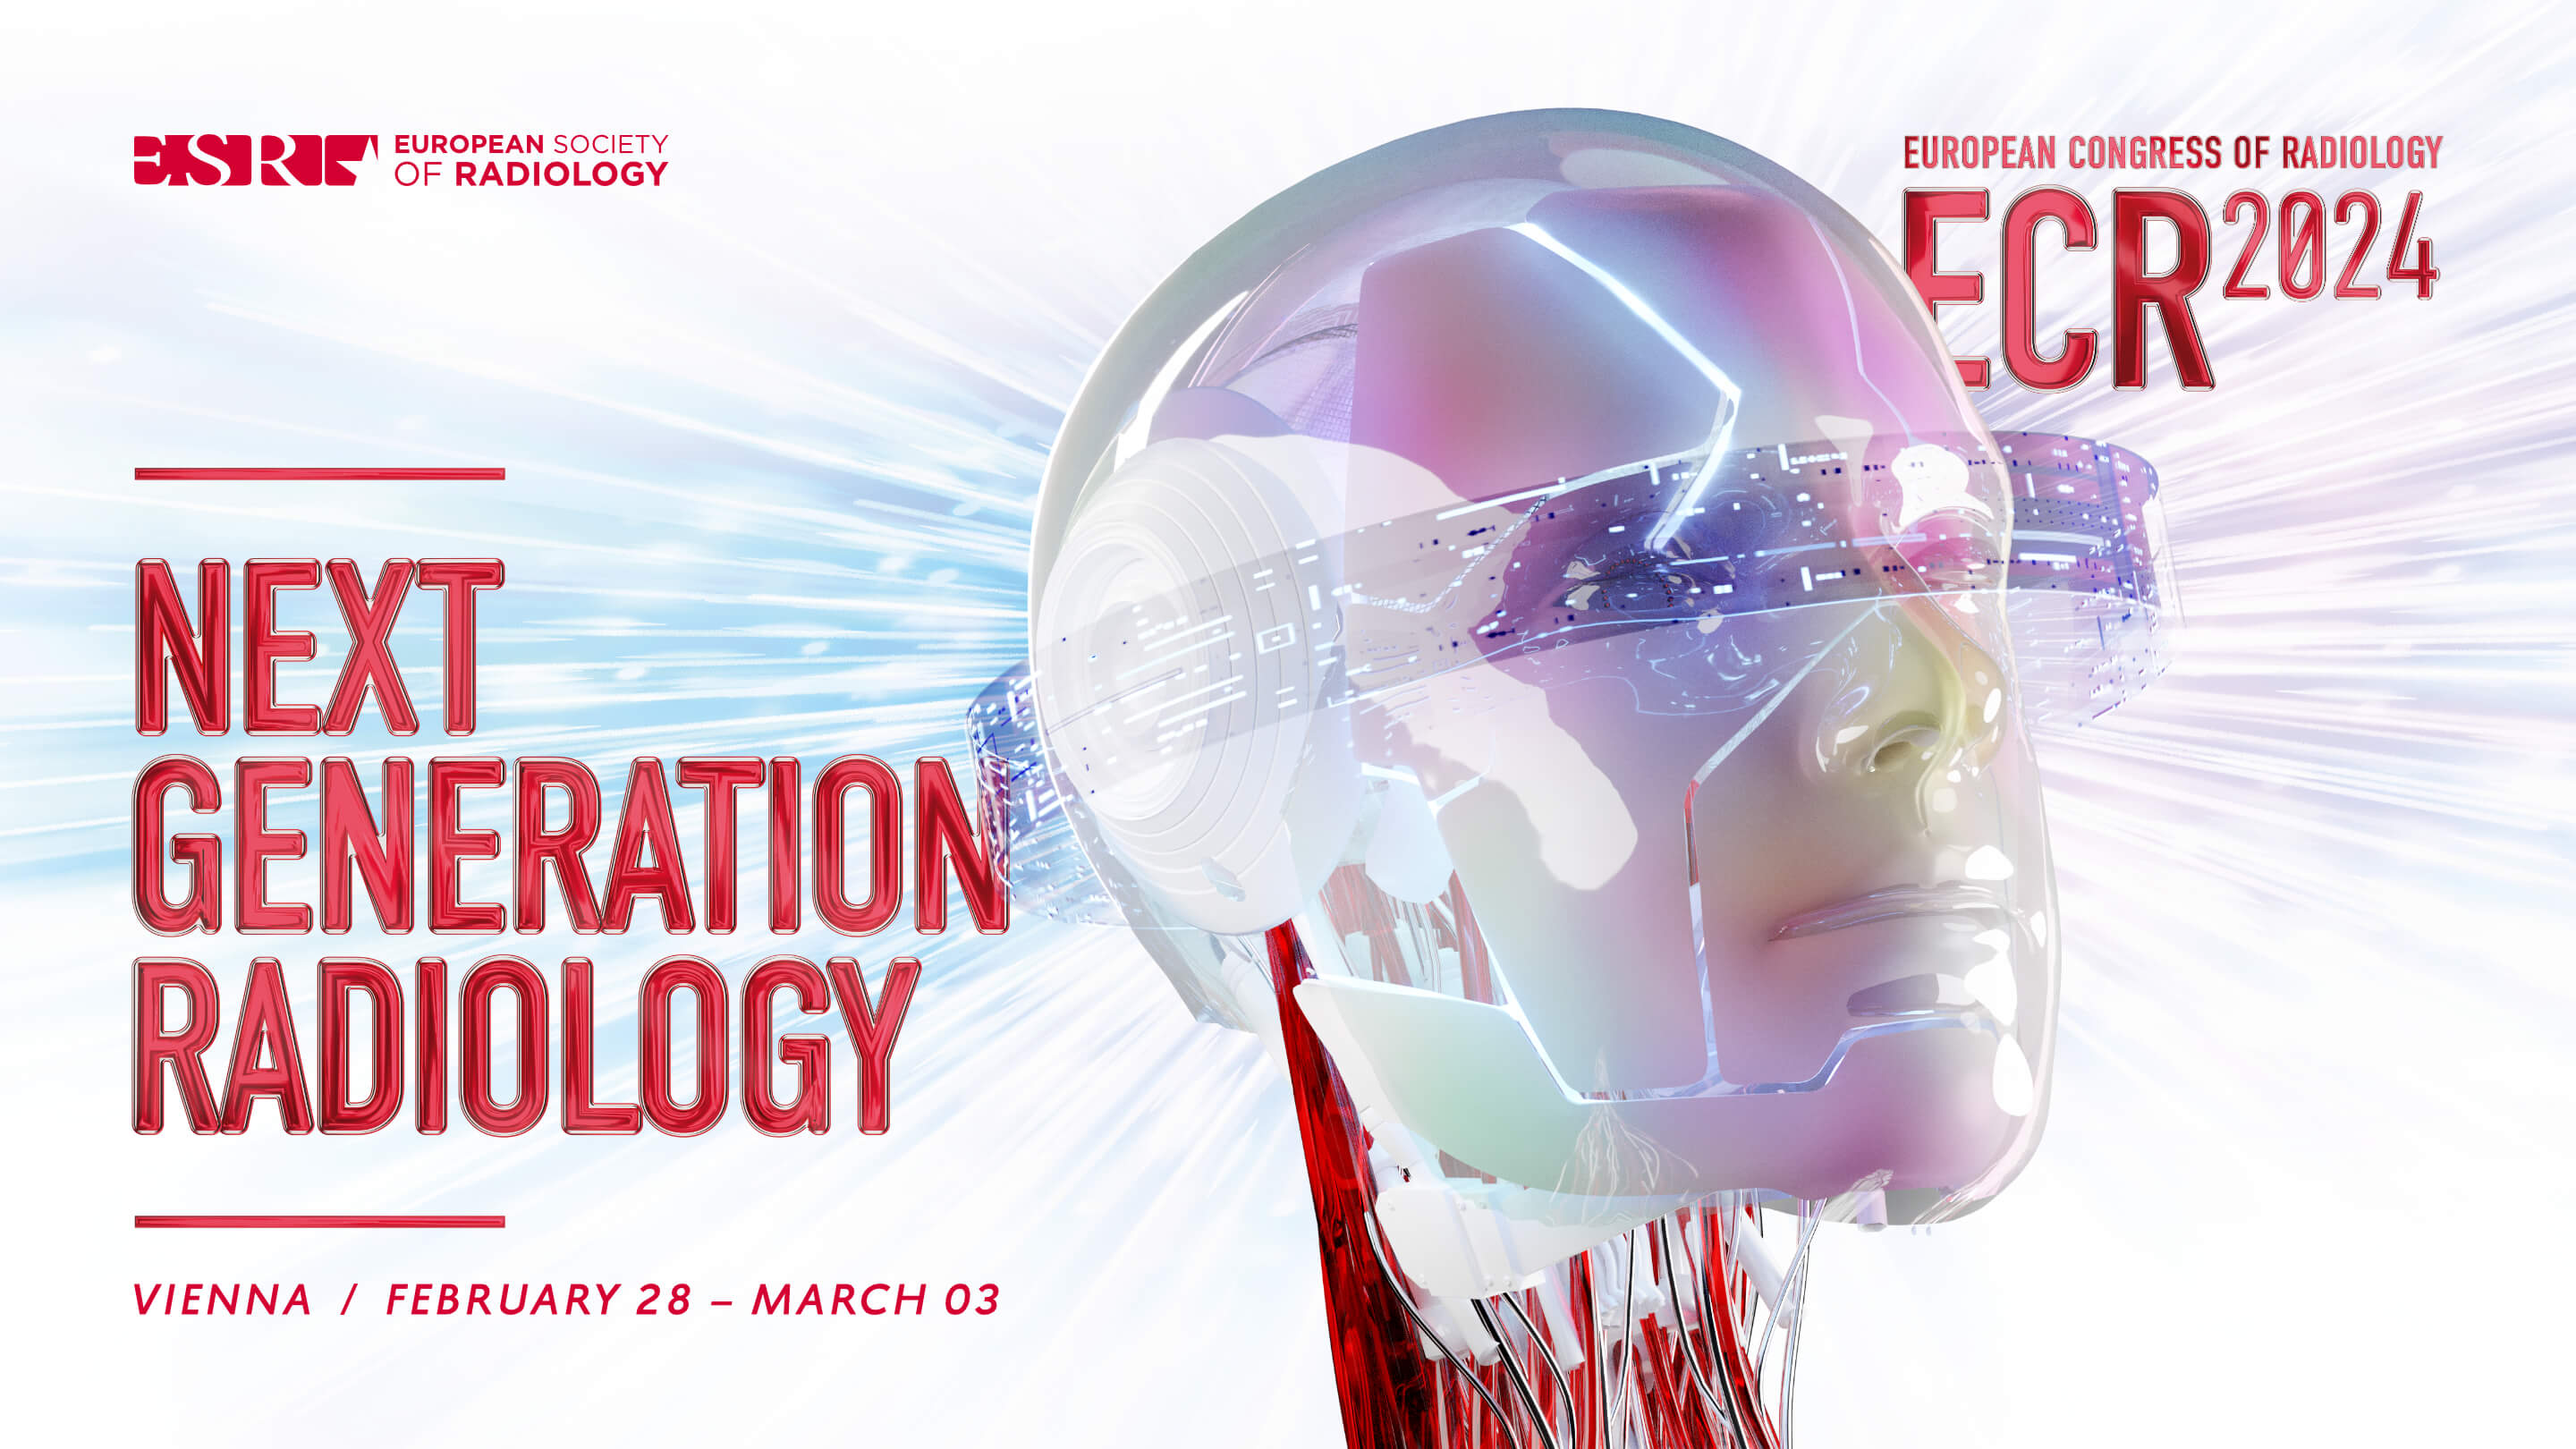 ESR EUROPEAN SOCIETY
OF RADIOLOGY
EUROPEAN CONGRESS OF RADIOLOGY
ECR 2024
NEXT
GENERATION
RADIOLOGY
VIENNA / FEBRUARY 28 – MARCH 03